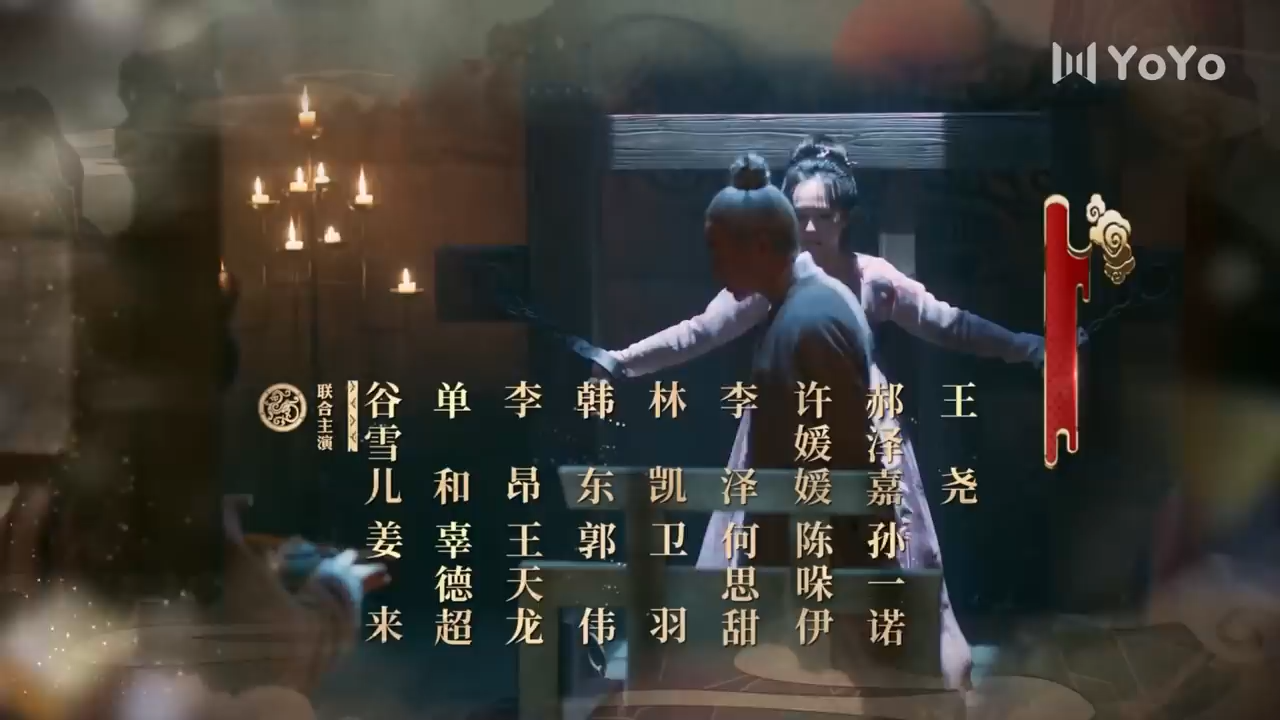 YoYo
联合主演
谷雪儿
单和
李昂
韩东
林凯
李泽
许媛媛
郝泽嘉
王尧
姜来
辜德超
王天龙
郭伟
卫羽
何思甜
陈哚伊
孙一诺